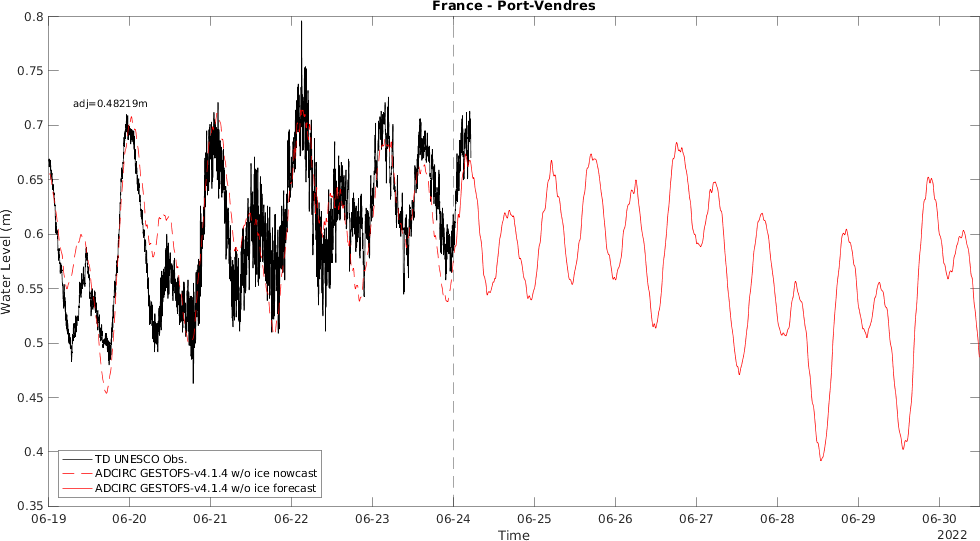 France - Port-Vendres
0.8
0.75
0.7
0.65
0.6
0.55
0.5
0.45
0.4
0.35
Water Level (m)
adj=0.48219m
TD UNESCO Obs.
ADCIRC GESTOFS-v4.1.4 w/o ice nowcast
ADCIRC GESTOFS-v4.1.4 w/o ice forecast
06-19 06-20 06-21 06-22 06-23 06-24 06-25 06-26 06-27 06-28 06-29 06-30
Time
2022